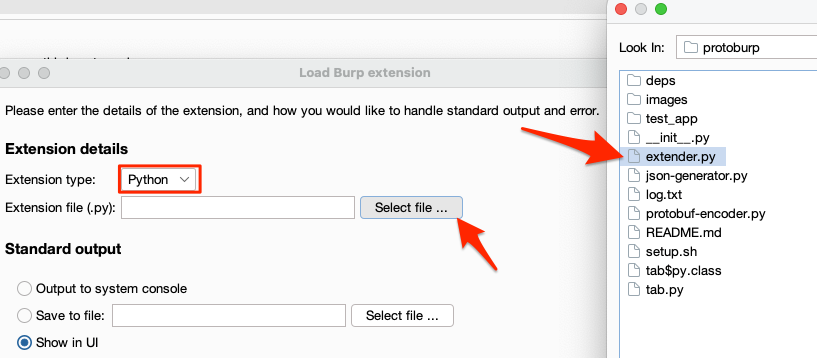 Load Burp extension
Please enter the details of the extension, and how you would like to handle standard output and error.
Extension details
Extension type: Python
Extension file (.py): Select file ...
Standard output
Output to system console
Save to file: Select file ...
Show in UI
Look In: protoburp
deps
images
test_app
__init__.py
extender.py
json-generator.py
log.txt
protobuf-encoder.py
README.md
setup.sh
tab$py.class
tab.py